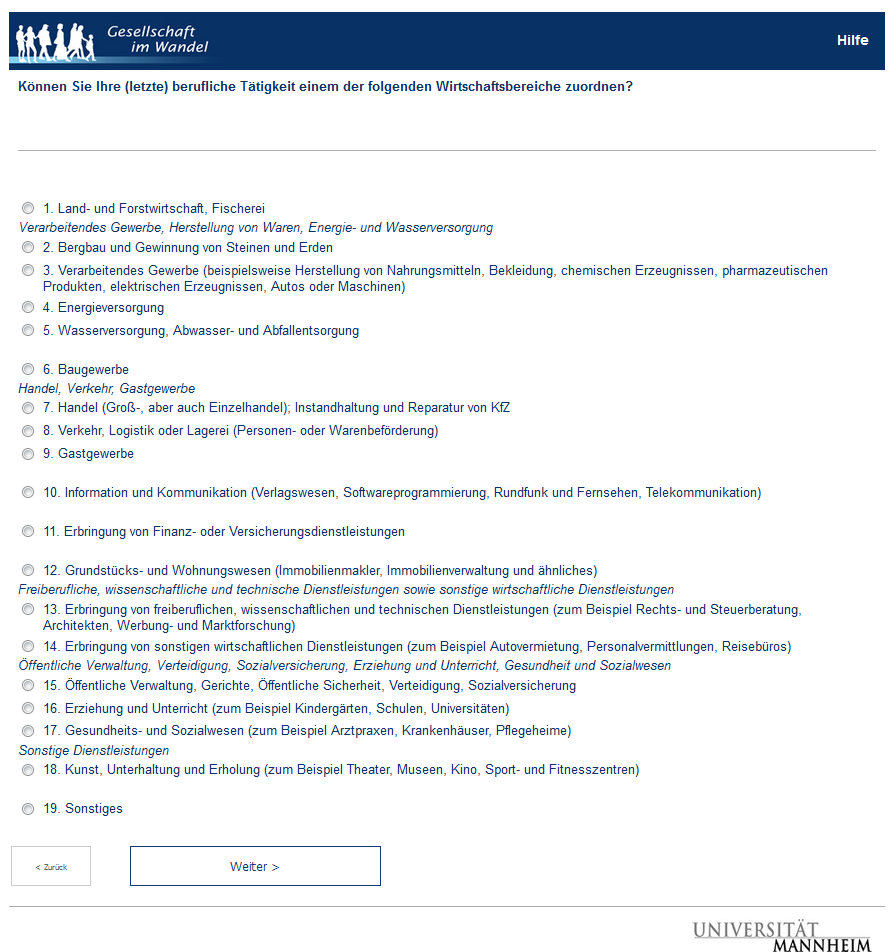 Gesellschaft
im Wandel
Hilfe
Können Sie Ihre (letzte) berufliche Tätigkeit einem der folgenden Wirtschaftsbereiche zuordnen?
1. Land- und Forstwirtschaft, Fischerei
Verarbeitendes Gewerbe, Herstellung von Waren, Energie- und Wasserversorgung
2. Bergbau und Gewinnung von Steinen und Erden
3. Verarbeitendes Gewerbe (beispielsweise Herstellung von Nahrungsmitteln, Bekleidung, chemischen Erzeugnissen, pharmazeutischen
Produkten, elektrischen Erzeugnissen, Autos oder Maschinen)
4. Energieversorgung
5. Wasserversorgung, Abwasser- und Abfallentsorgung
6. Baugewerbe
Handel, Verkehr, Gastgewerbe
7. Handel (Groß-, aber auch Einzelhandel); Instandhaltung und Reparatur von KfZ
8. Verkehr, Logistik oder Lagerei (Personen- oder Warenbeförderung)
9. Gastgewerbe
10. Information und Kommunikation (Verlagswesen, Softwareprogrammierung, Rundfunk und Fernsehen, Telekommunikation)
11. Erbringung von Finanz- oder Versicherungsdienstleistungen
12. Grundstücks- und Wohnungswesen (Immobilienmakler, Immobilienverwaltung und ähnliches)
Freiberufliche, wissenschaftliche und technische Dienstleistungen sowie sonstige wirtschaftliche Dienstleistungen
13. Erbringung von freiberuflichen, wissenschaftlichen und technischen Dienstleistungen (zum Beispiel Rechts- und Steuerberatung,
Architekten, Werbung- und Marktforschung)
14. Erbringung von sonstigen wirtschaftlichen Dienstleistungen (zum Beispiel Autovermietung, Personalvermittlungen, Reisebüros)
Öffentliche Verwaltung, Verteidigung, Sozialversicherung, Erziehung und Unterricht, Gesundheit und Sozialwesen
15. Öffentliche Verwaltung, Gerichte, Öffentliche Sicherheit, Verteidigung, Sozialversicherung
16. Erziehung und Unterricht (zum Beispiel Kindergärten, Schulen, Universitäten)
17. Gesundheits- und Sozialwesen (zum Beispiel Arztpraxen, Krankenhäuser, Pflegeheime)
Sonstige Dienstleistungen
18. Kunst, Unterhaltung und Erholung (zum Beispiel Theater, Museen, Kino, Sport- und Fitnesszentren)
19. Sonstiges
< Zurück
Weiter >
UNIVERSITÄT
MANNHEIM